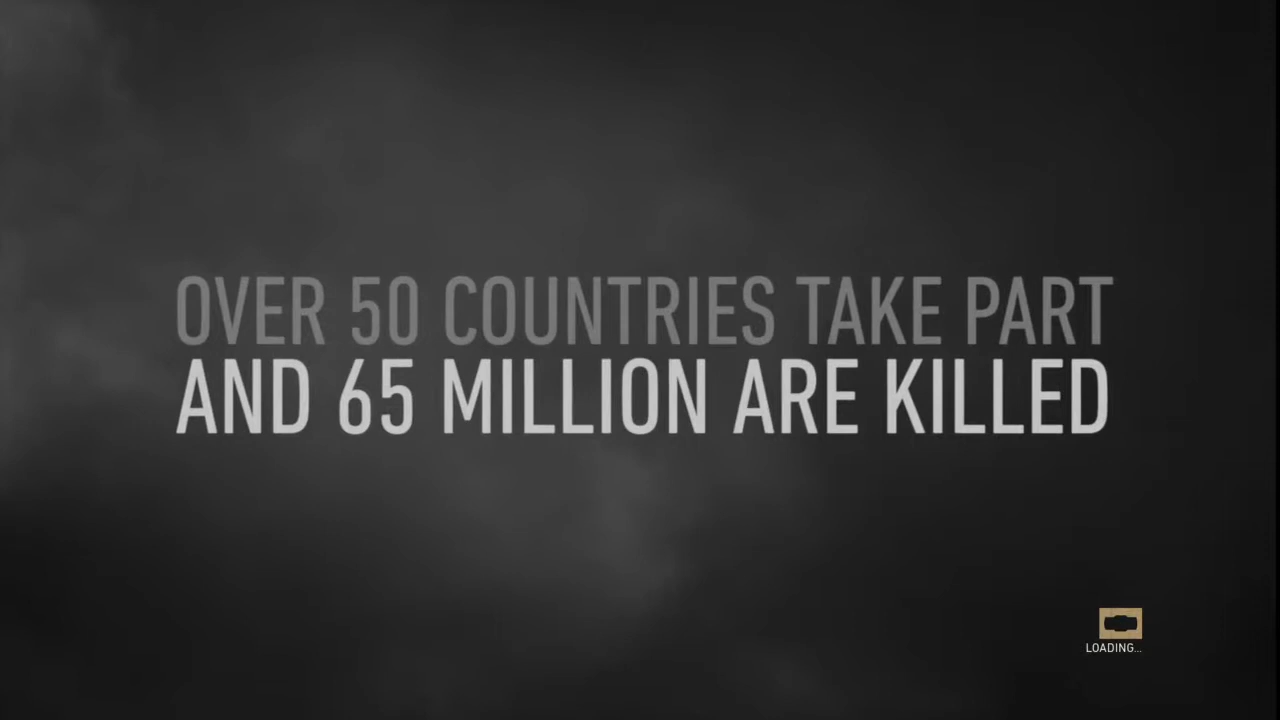 OVER 50 COUNTRIES TAKE PART
AND 65 MILLION ARE KILLED
LOADING...